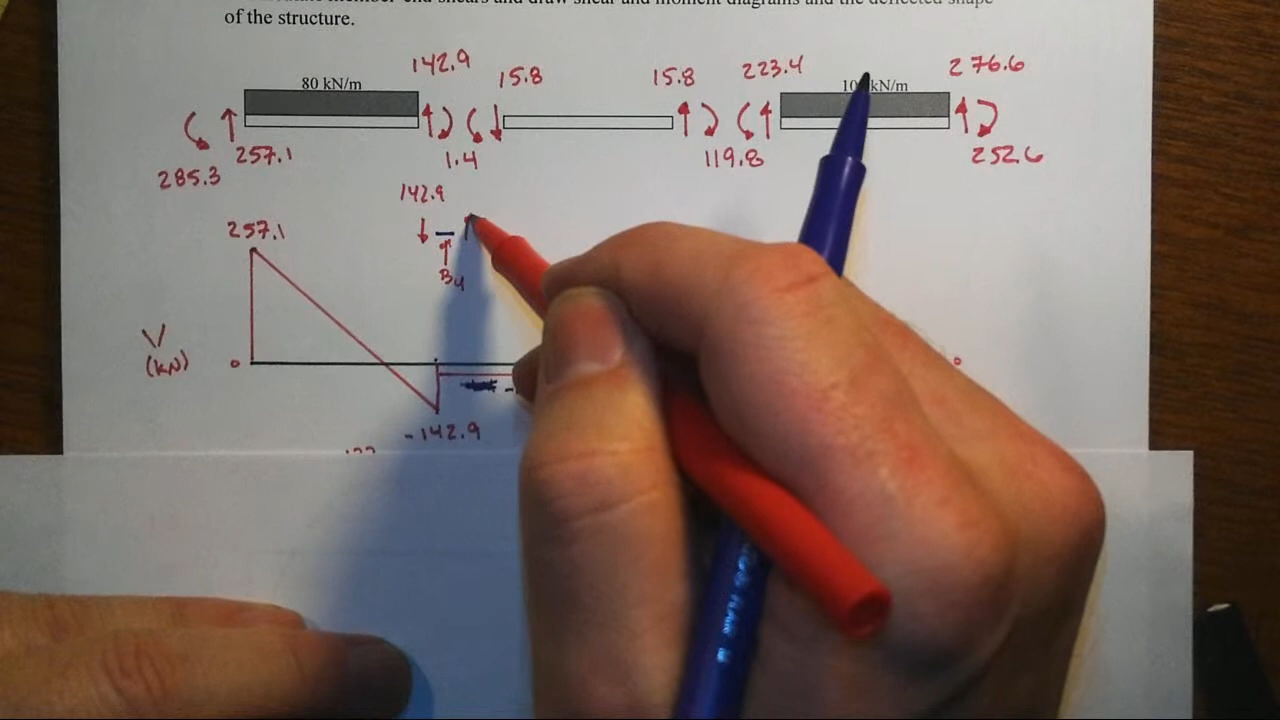 of the structure.
142.9 15.8 15.8 223.4 276.6
80 kN/m kN/m
257.1 1.4 119.8 252.6
285.3
142.9
257.1
By
V
(kN) 0 0
-142.9